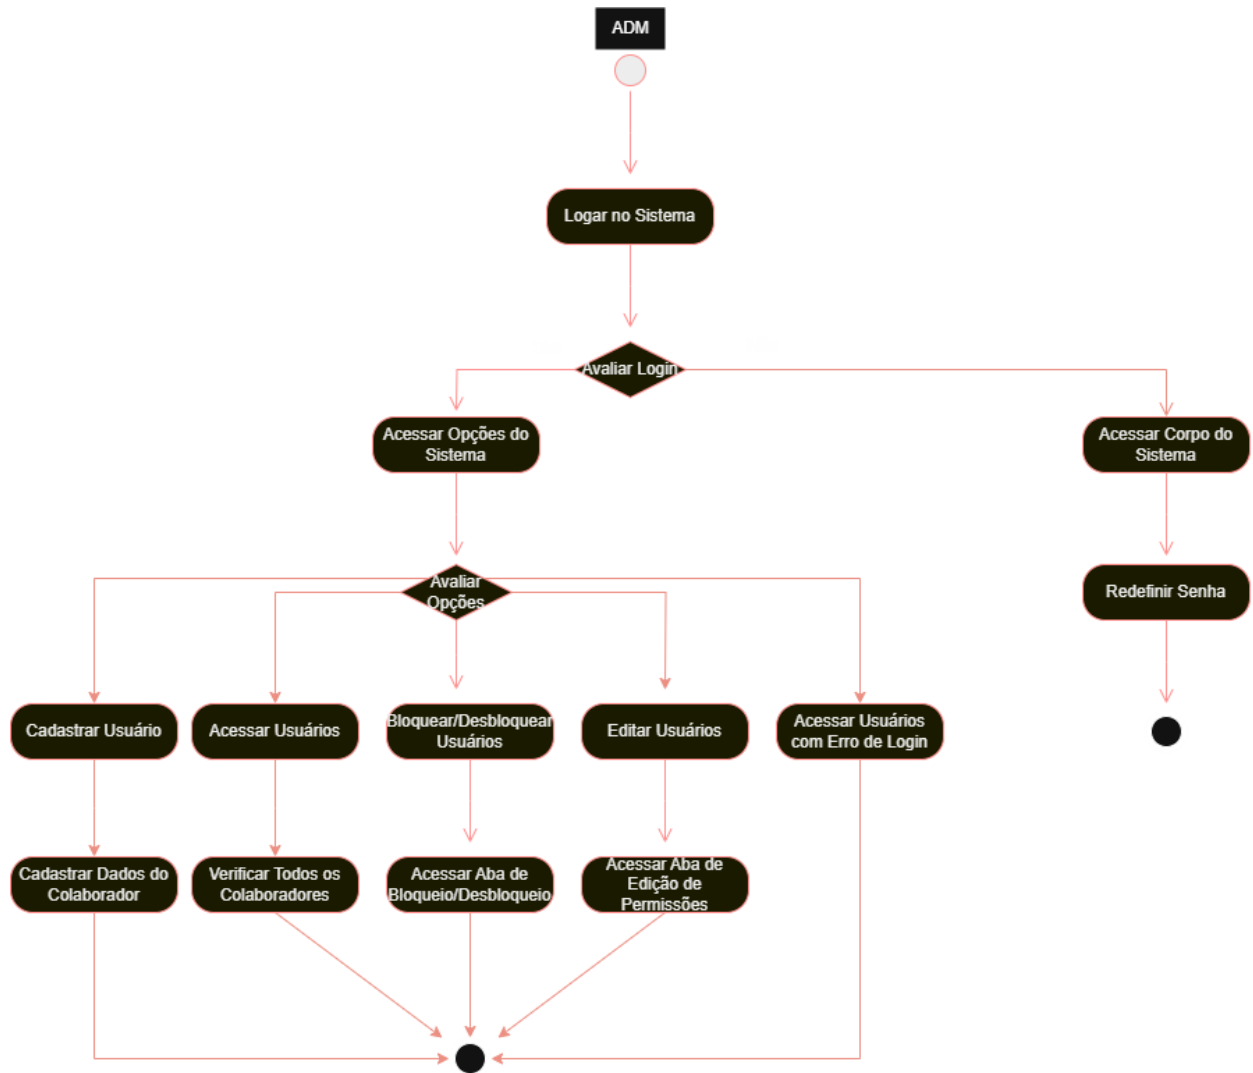 ADM
Logar no Sistema
Avaliar Login
Acessar Opções do
Sistema
Acessar Corpo do
Sistema
Avaliar
Opções
Redefinir Senha
Cadastrar Usuário
Acessar Usuários
Bloquear/Desbloquear
Usuários
Editar Usuários
Acessar Usuários
com Erro de Login
Cadastrar Dados do
Colaborador
Verificar Todos os
Colaboradores
Acessar Aba de
Bloqueio/Desbloqueio
Acessar Aba de
Edição de
Permissões